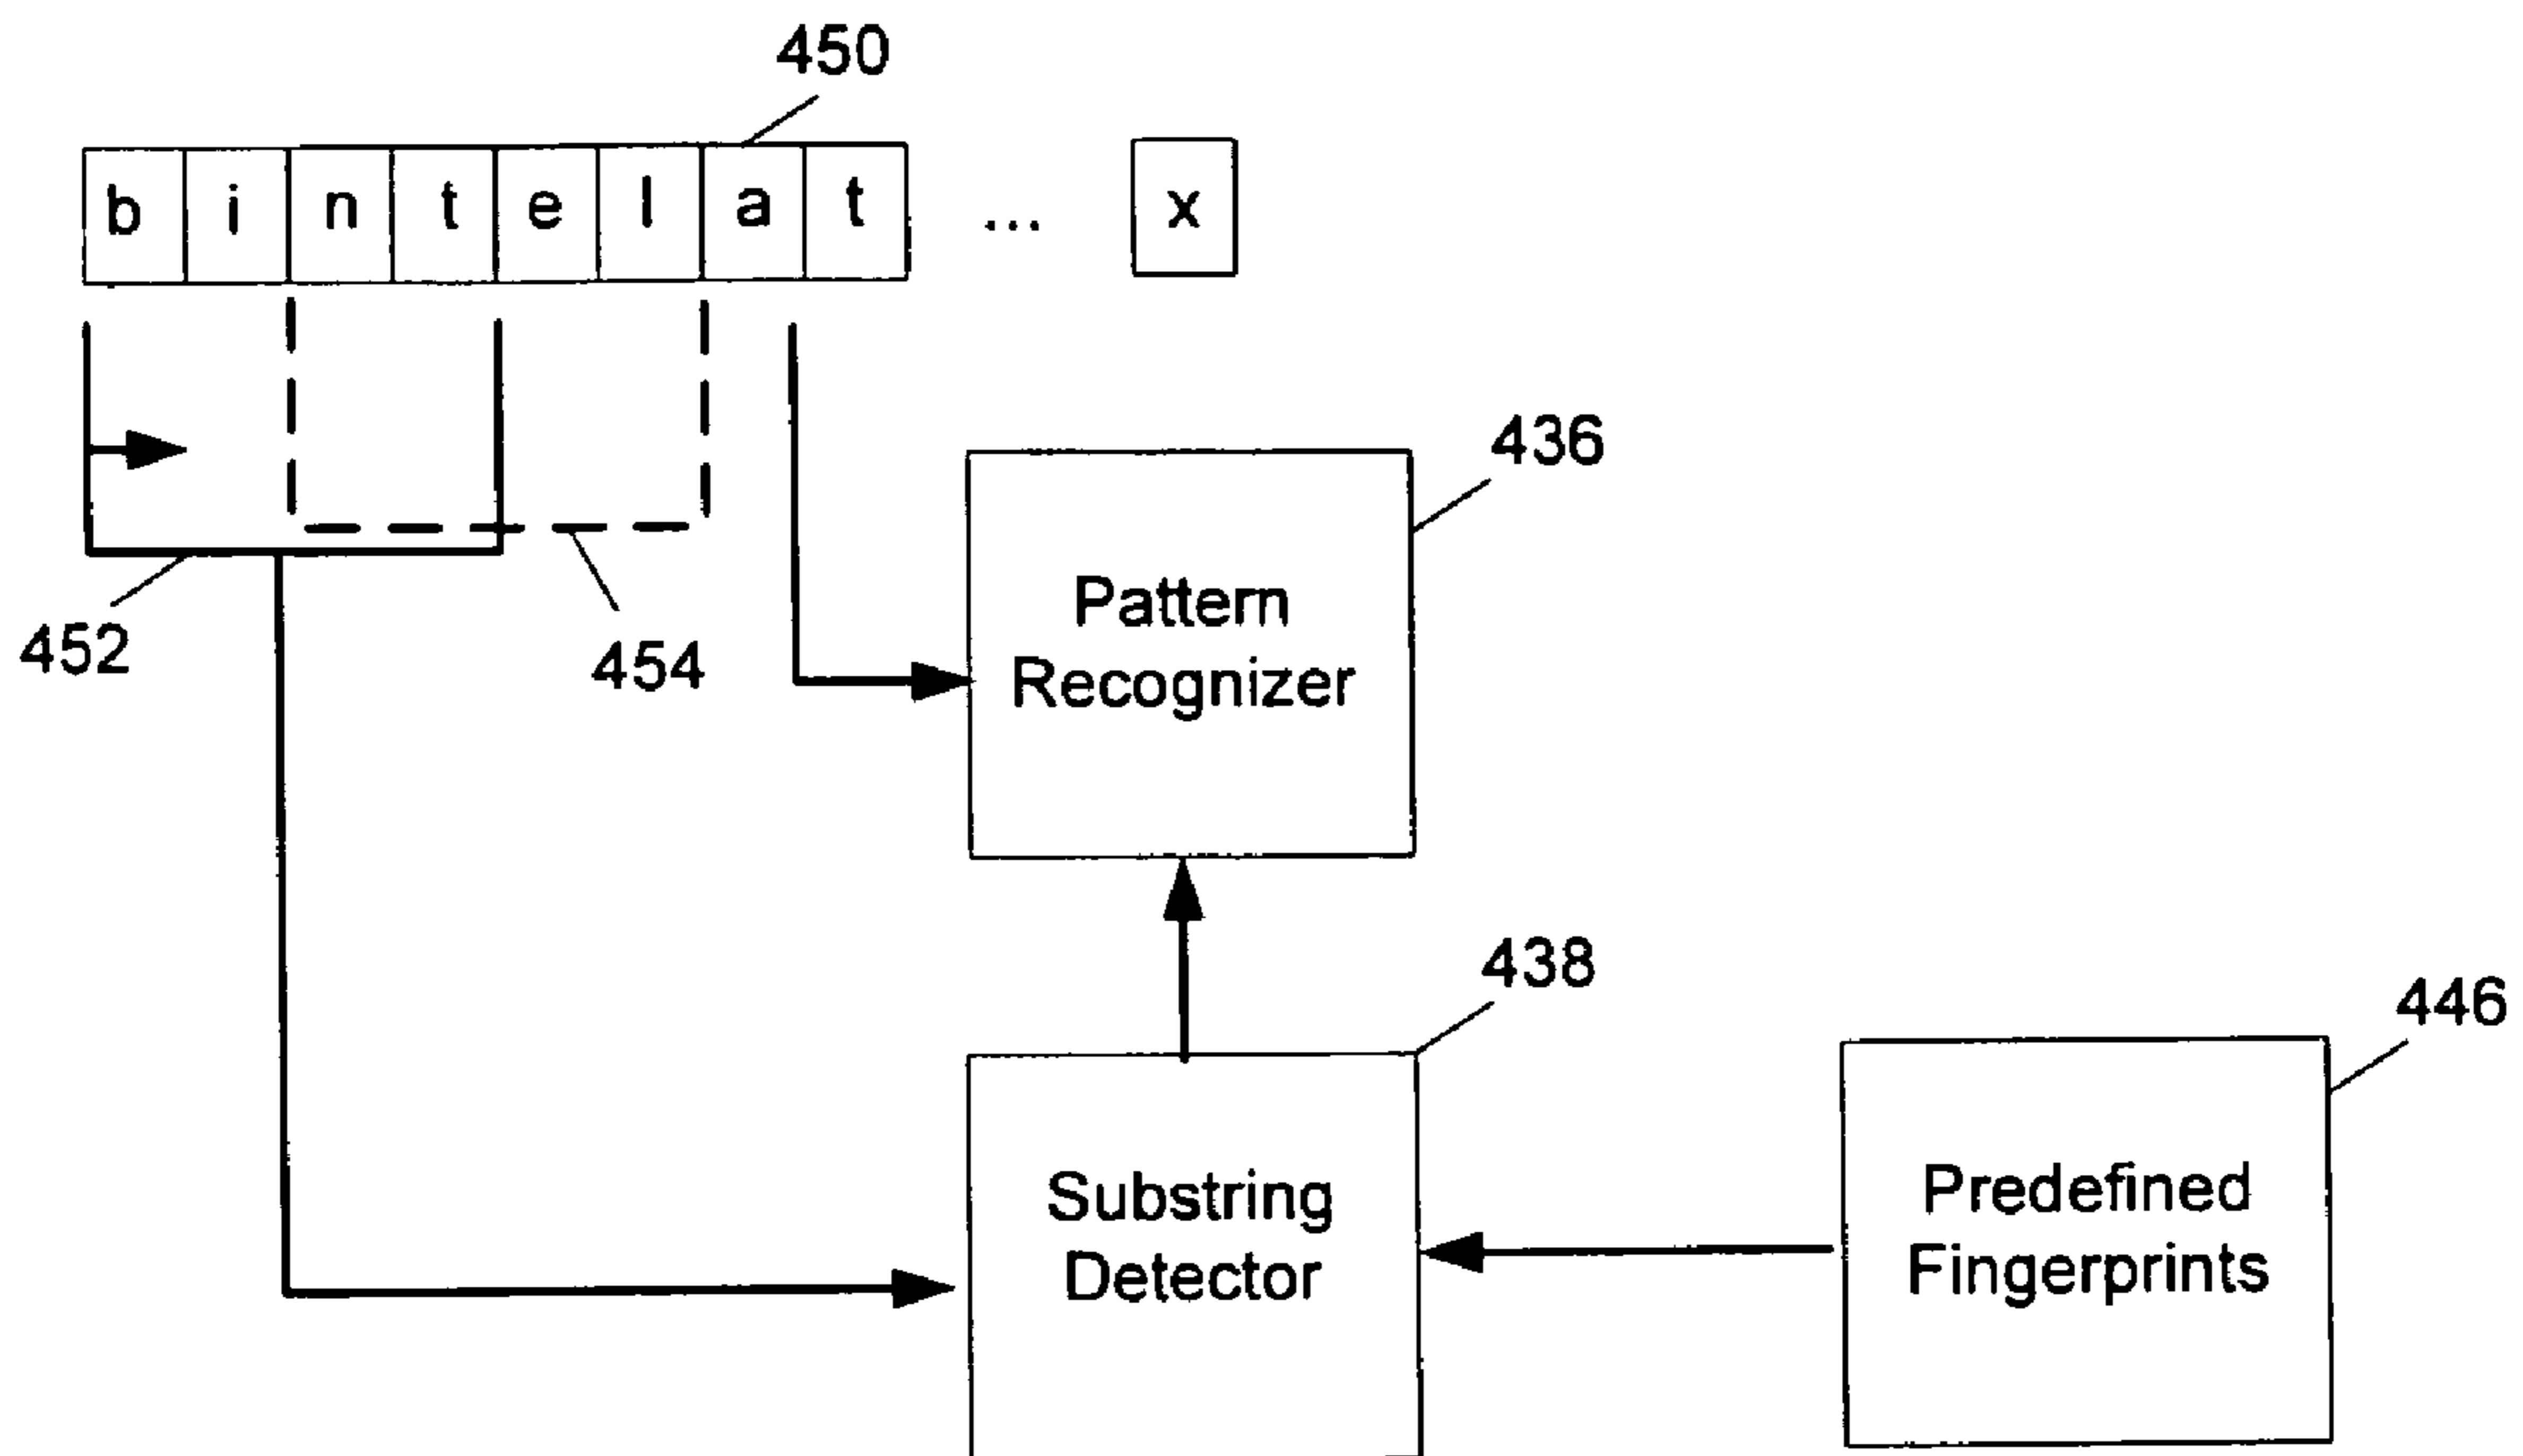 450
b i n t e l a t ... x
436
Pattern
Recognizer
452
454
438
446
Substring
Detector
Predefined
Fingerprints